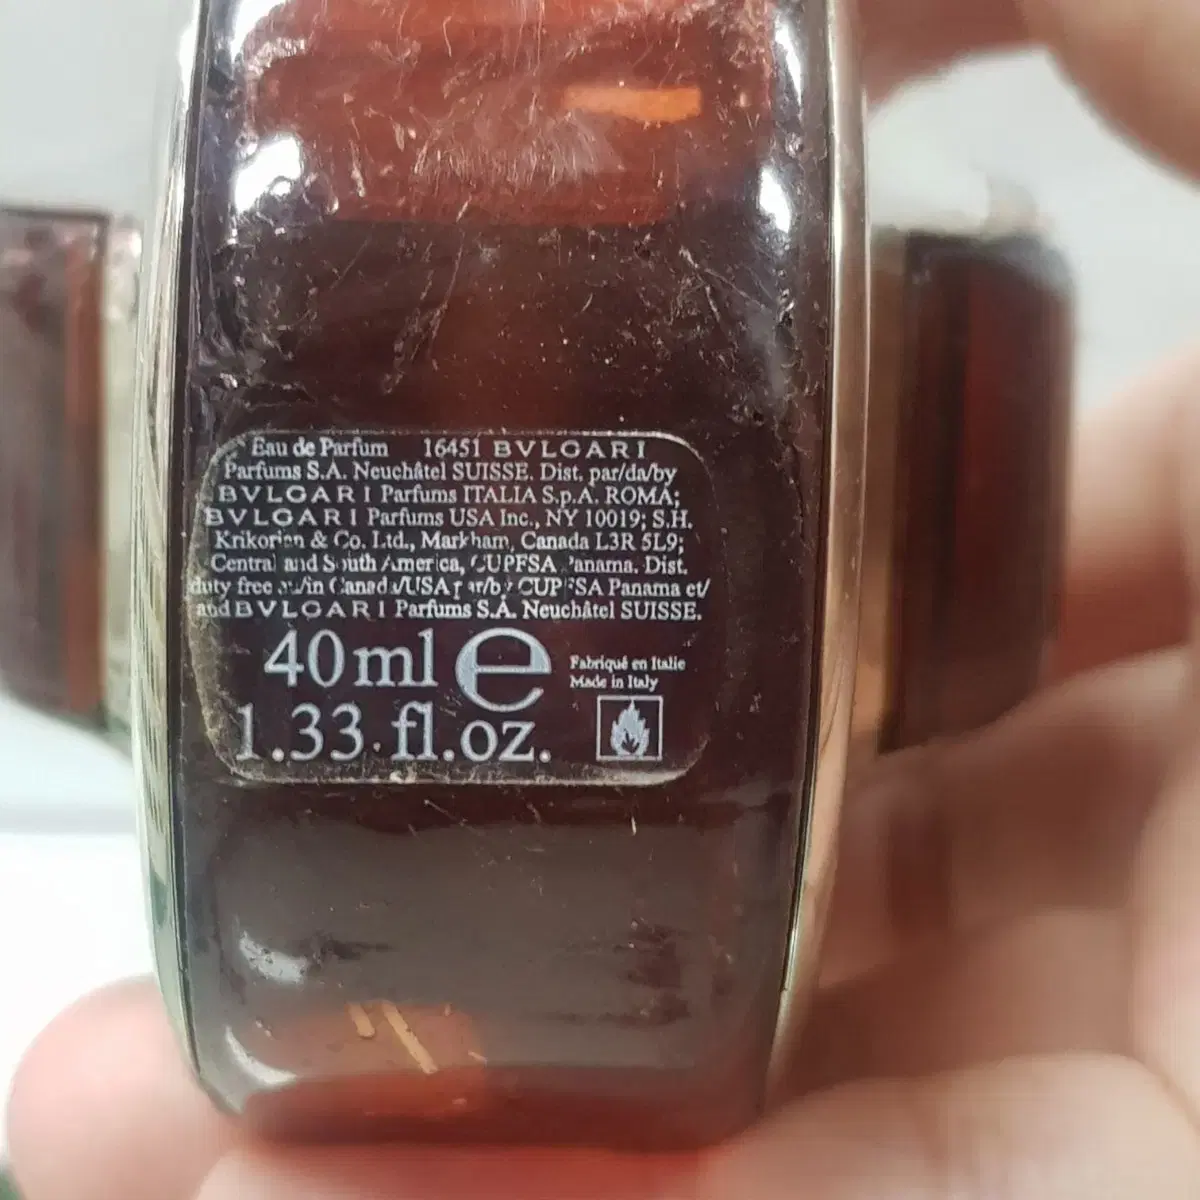 Eau de Parfum 16451 BVLGARI
Parfums S.A. Neuchâtel SUISSE. Dist. par/da/by
BVLGARI Parfums ITALIA S.p.A. ROMA;
BVLGARI Parfums USA Inc., NY 10019; S.H.
Krikorian & Co. Ltd., Markham, Canada L3R 5L9;
Central and South America, CUPFSA Panama. Dist.
duty free au/in Canada/USA par/by CUPFSA Panama et/
and BVLGARI Parfums S.A. Neuchâtel SUISSE.
40ml e
Fabriqué en Italie
Made in Italy
1.33 fl.oz.